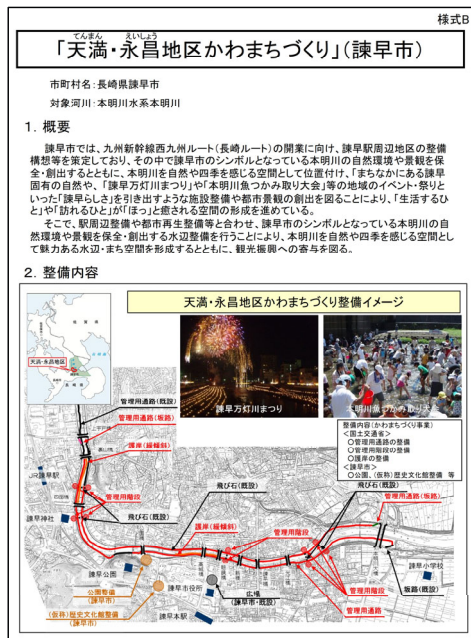 様式B
てんまん えいしょう
「天満・永昌地区かわまちづくり」(諫早市)
市町村名:長崎県諫早市
対象河川:本明川水系本明川
1．概要
諫早市では、九州新幹線西九州ルート(長崎ルート)の開業に向け、諫早駅周辺地区の整備
構想等を策定しており、その中で諫早市のシンボルとなっている本明川の自然環境や景観を保
全・創出するとともに、本明川を自然や四季を感じる空間として位置付け、「まちなかにある諫早
固有の自然や、「諫早万灯川まつり」や「本明川魚つかみ取り大会」等の地域のイベント・祭りと
いった「諫早らしさ」を引き出すような施設整備や都市景観の創出を図ることにより、「生活するひ
と」や「訪れるひと」が「ほっ」と癒される空間の形成を進めている。
そこで、駅周辺整備や都市再生整備等と合わせ、諫早市のシンボルとなっている本明川の自
然環境や景観を保全・創出する水辺整備を行うことにより、本明川を自然や四季を感じる空間とし
て魅力ある水辺・まち空間を形成するとともに、観光振興への寄与を図る。
2．整備内容
天満・永昌地区かわまちづくり整備イメージ
天満・永昌地区
諫早万灯川まつり
本明川魚つかみ取り大会
整備内容(かわまちづくり事業)
<国土交通省>
○管理用通路の整備
○管理用階段の整備
○護岸の整備
<諫早市>
○公園、(仮称)歴史文化館整備 等
管理用通路(既設)
管理用通路(坂路)
護岸(緩傾斜)
JR諫早駅
管理用階段
飛び石(既設)
飛び石(既設)
飛び石(既設)
管理用通路(坂路)
諫早神社
護岸(緩傾斜)
管理用階段
諫早公園
公園整備
(諫早市)
諫早市役所
広場
(諫早市・既設)
管理用階段
管理用通路
諫早小学校
坂路(既設)
(仮称)歴史文化館整備
(諫早市)
諫早本駅